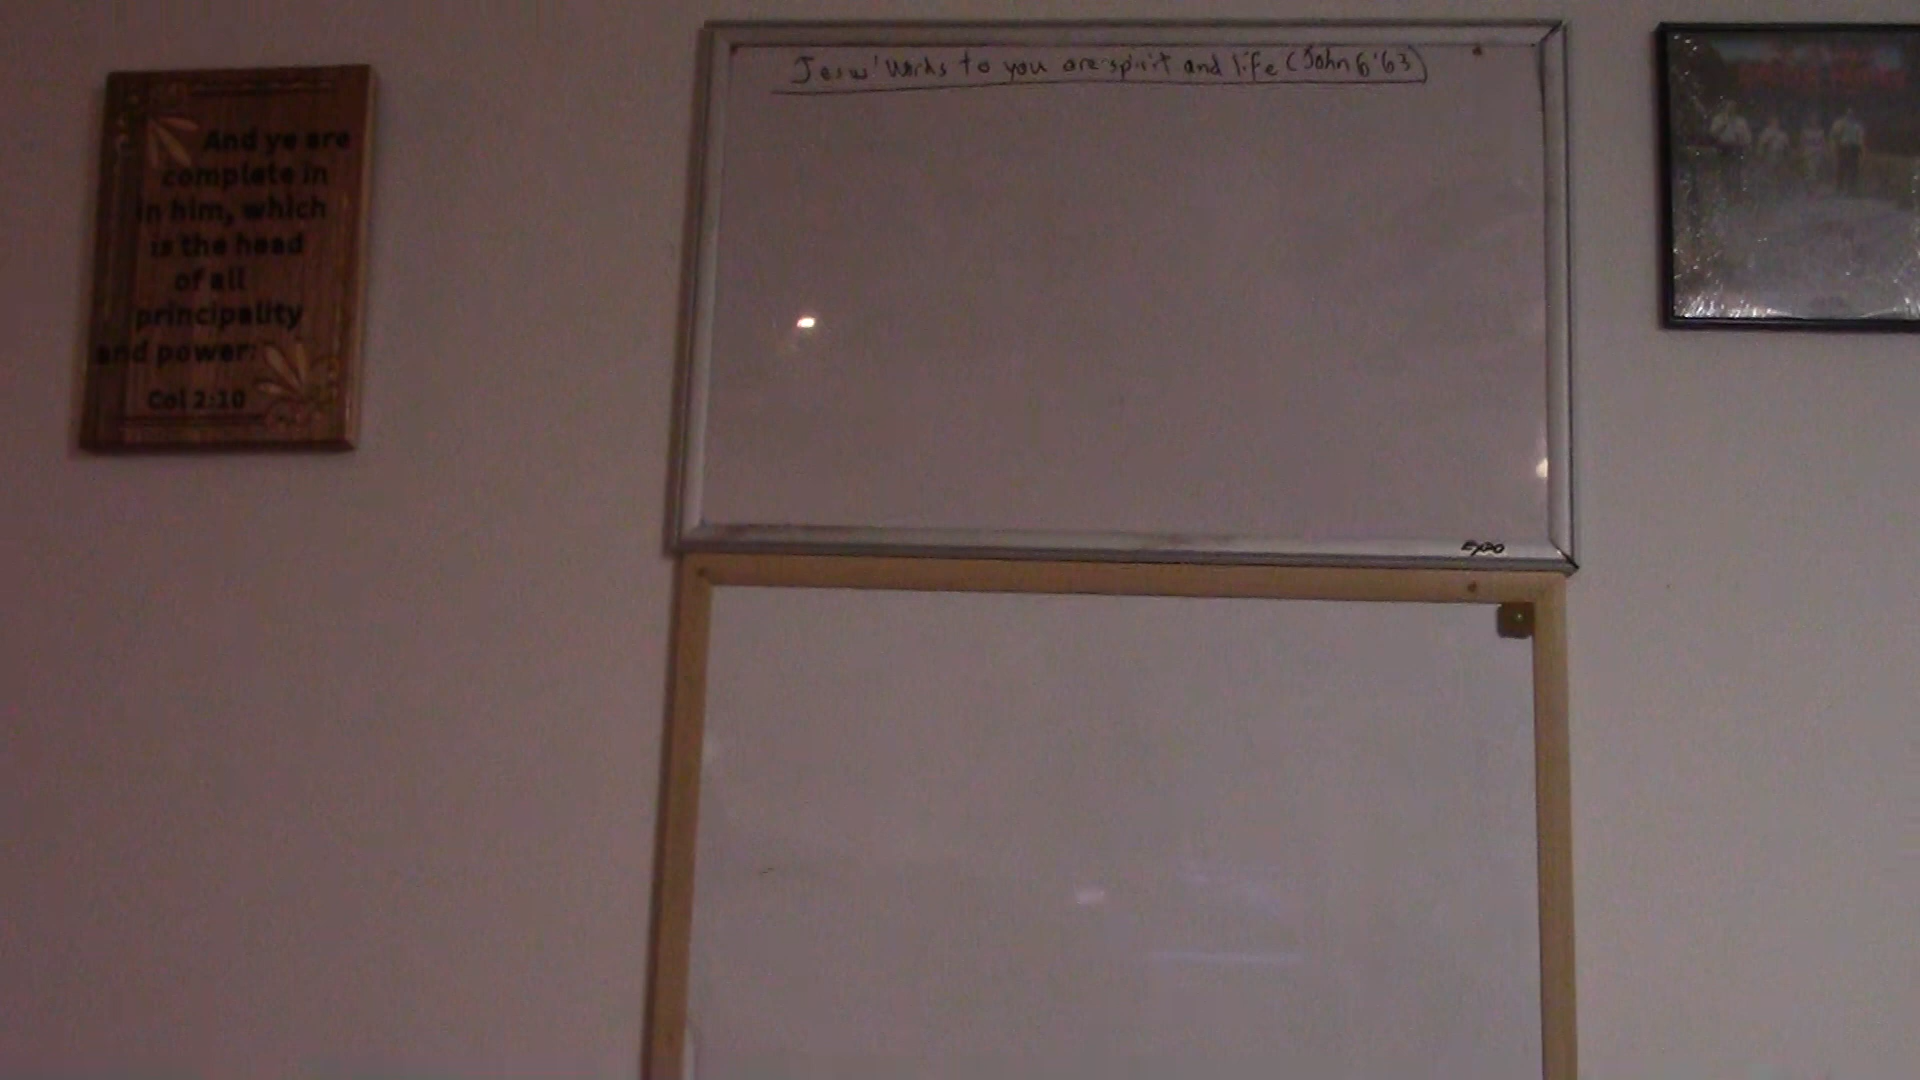 And ye are
complete in
in him, which
is the head
of all
principality
and power:
Col 2:10
Jesus' words to you are spirit and life (John 6:63)
EXPO